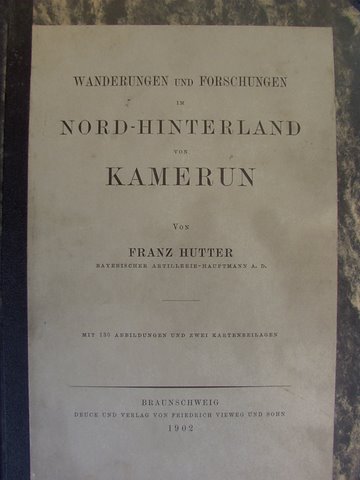 WANDERUNGEN UND FORSCHUNGEN
IM
NORD-HINTERLAND
VON
KAMERUN
VON
FRANZ HUTTER
BAYERISCHER ARTILLERIE-HAUPTMANN A. D.
MIT 130 ABBILDUNGEN UND ZWEI KARTENBEILAGEN
BRAUNSCHWEIG
DRUCK UND VERLAG VON FRIEDRICH VIEWEG UND SOHN
1902